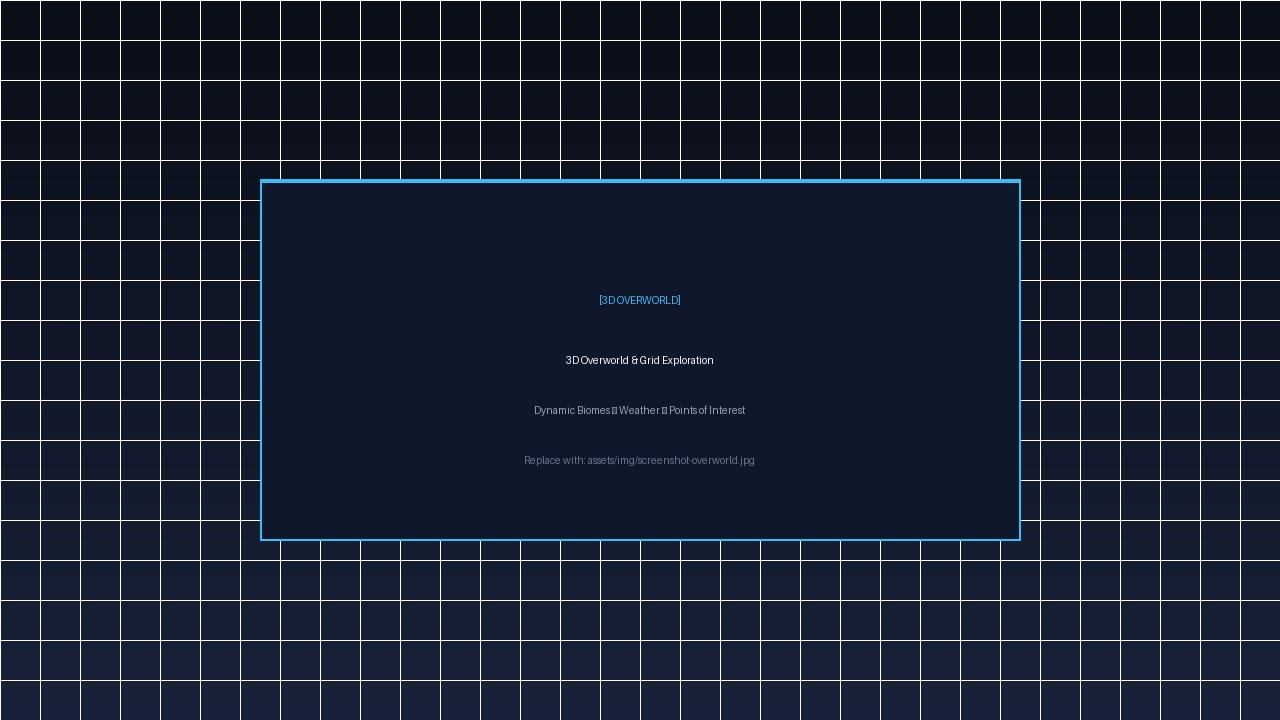 [3D OVERWORLD]
3D Overworld & Grid Exploration
Dynamic Biomes ▯ Weather ▯ Points of Interest
Replace with: assets/img/screenshot-overworld.jpg